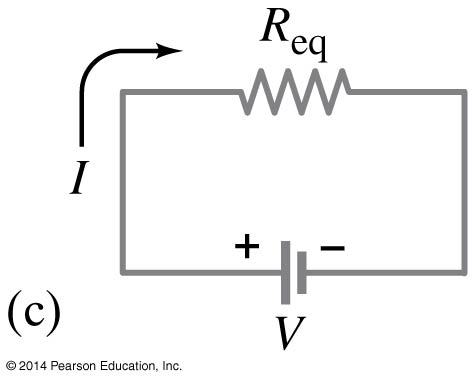 R_eq
I
+ −
V
(c)
© 2014 Pearson Education, Inc.